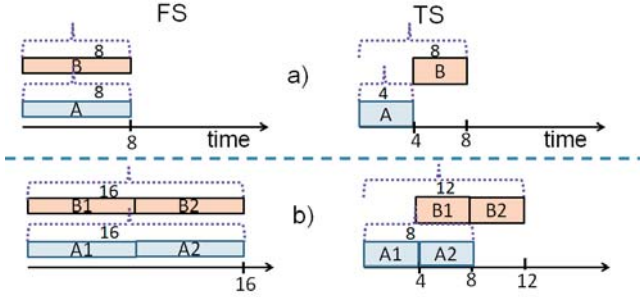 FS TS
8 8
B B
a)
8 4
A A
time time
8 4 8
16 12
B1 B2 B1 B2
b)
16 8
A1 A2 A1 A2
16 4 8 12